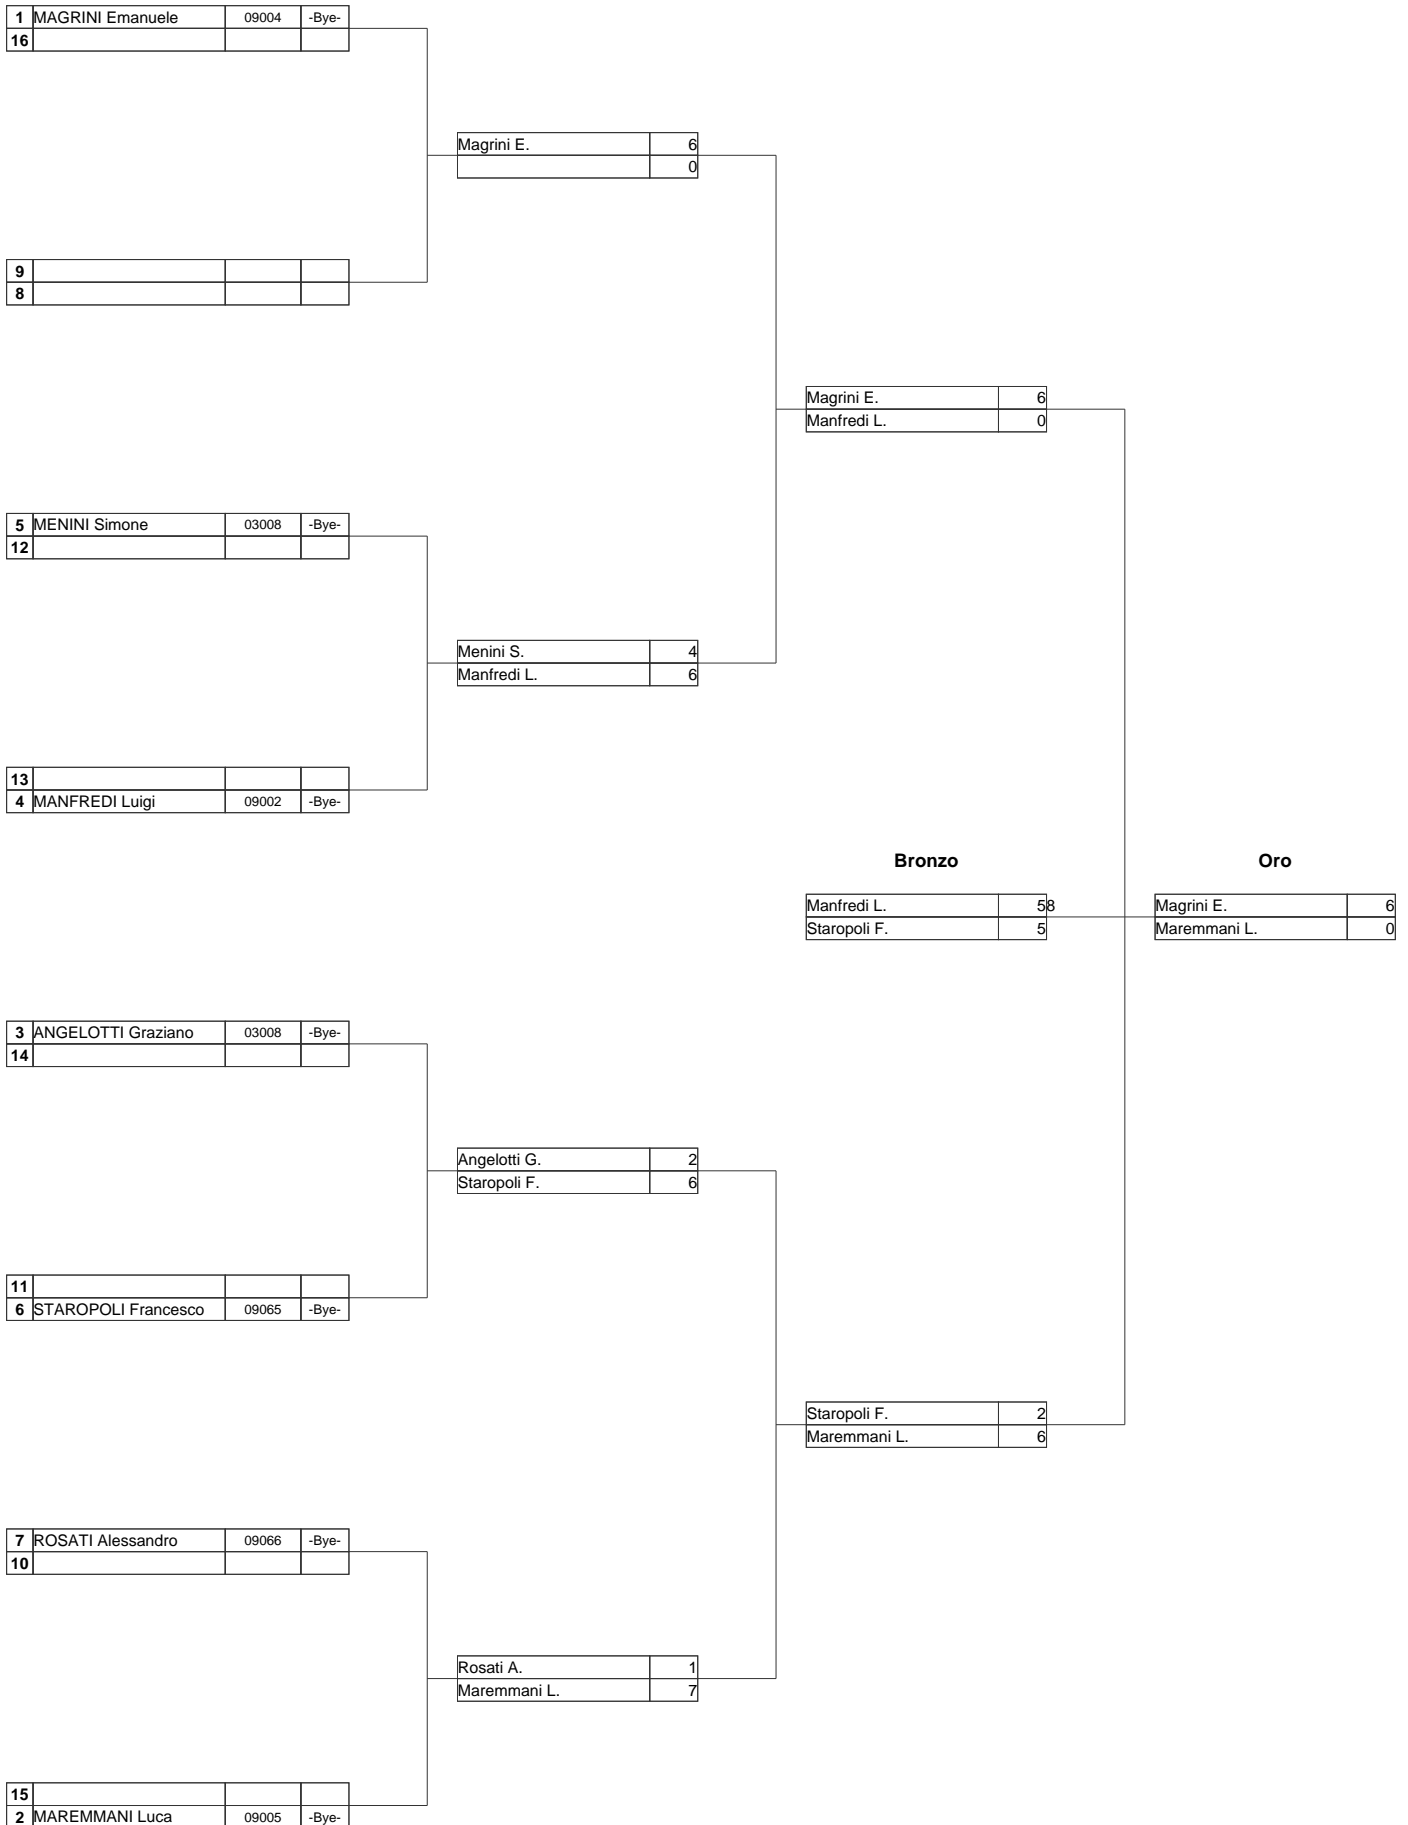 1 MAGRINI Emanuele 09004 -Bye-
16
Magrini E. 6
0
9
8
Magrini E. 6
Manfredi L. 0
5 MENINI Simone 03008 -Bye-
12
Menini S. 4
Manfredi L. 6
13
4 MANFREDI Luigi 09002 -Bye-
Bronzo Oro
Manfredi L. 58 Magrini E. 6
Staropoli F. 5 Maremmani L. 0
3 ANGELOTTI Graziano 03008 -Bye-
14
Angelotti G. 2
Staropoli F. 6
11
6 STAROPOLI Francesco 09065 -Bye-
Staropoli F. 2
Maremmani L. 6
7 ROSATI Alessandro 09066 -Bye-
10
Rosati A. 1
Maremmani L. 7
15
2 MAREMMANI Luca 09005 -Bye-